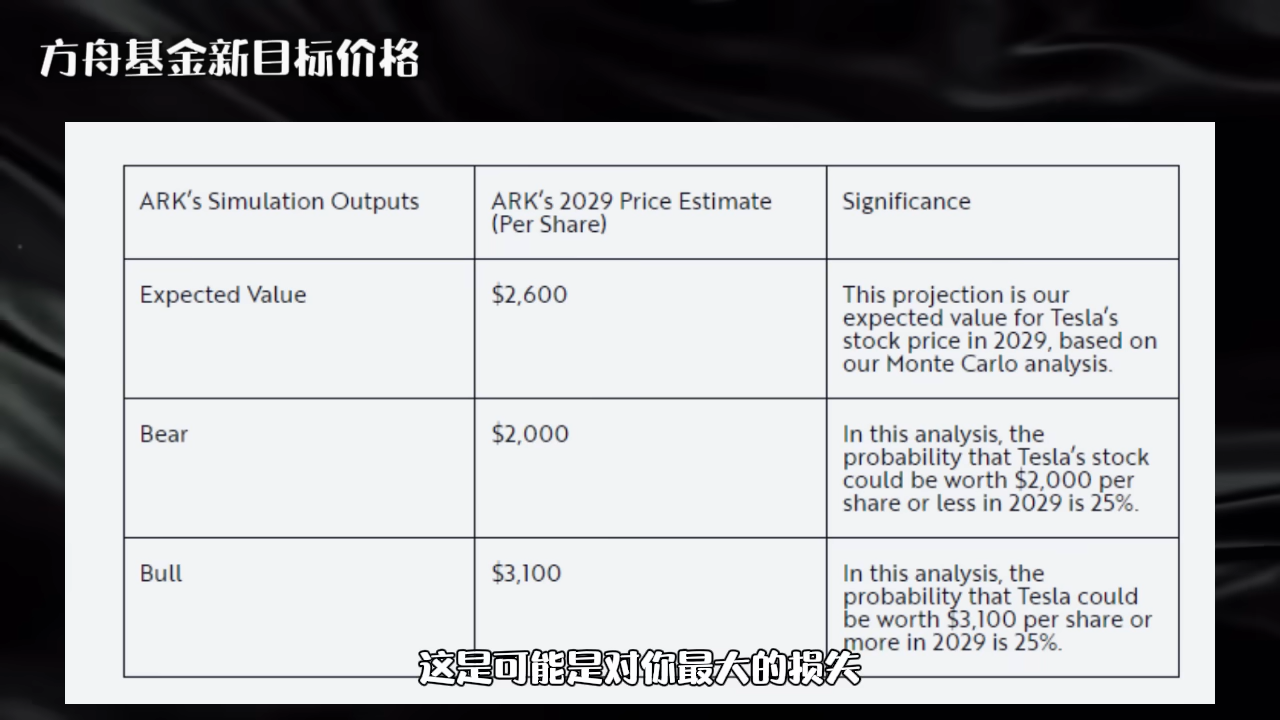 方舟基金新目标价格
ARK's Simulation Outputs
ARK's 2029 Price Estimate
(Per Share)
Significance
Expected Value
$2,600
This projection is our
expected value for Tesla's
stock price in 2029, based on
our Monte Carlo analysis.
Bear
$2,000
In this analysis, the
probability that Tesla's stock
could be worth $2,000 per
share or less in 2029 is 25%.
Bull
$3,100
In this analysis, the
probability that Tesla could
be worth $3,100 per share or
more in 2029 is 25%.
这是可能是对你最大的损失